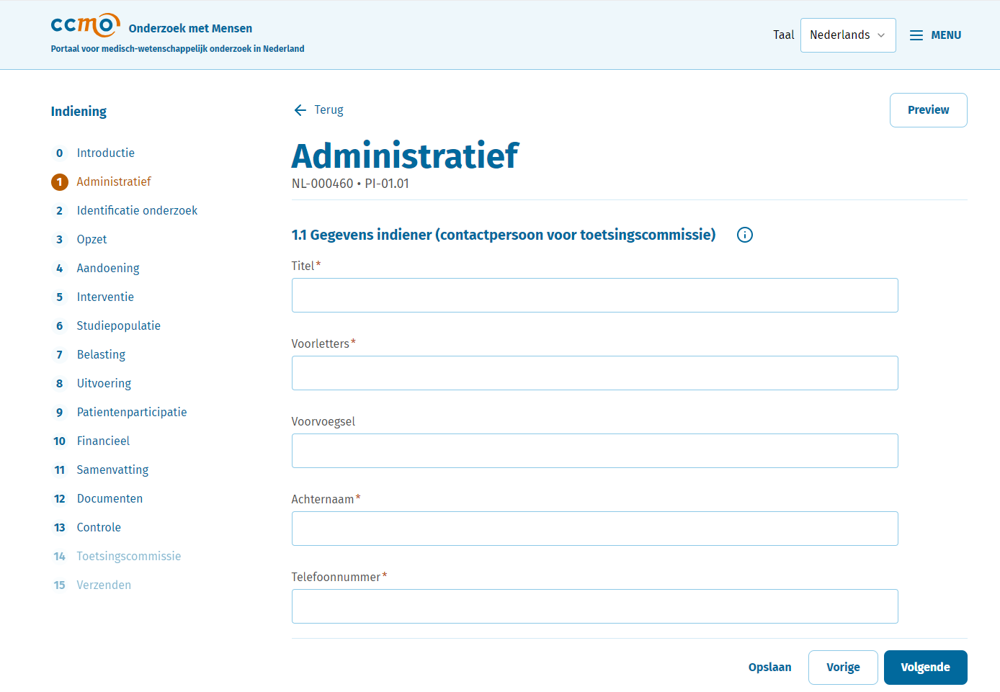 ccmo Onderzoek met Mensen
Portaal voor medisch-wetenschappelijk onderzoek in Nederland
Taal
Nederlands
MENU
Indiening
0 Introductie
1 Administratief
2 Identificatie onderzoek
3 Opzet
4 Aandoening
5 Interventie
6 Studiepopulatie
7 Belasting
8 Uitvoering
9 Patientenparticipatie
10 Financieel
11 Samenvatting
12 Documenten
13 Controle
14 Toetsingscommissie
15 Verzenden
Terug
Preview
Administratief
NL-000460 • PI-01.01
1.1 Gegevens indiener (contactpersoon voor toetsingscommissie)
Titel*
Voorletters*
Voorvoegsel
Achternaam*
Telefoonnummer*
Opslaan
Vorige
Volgende